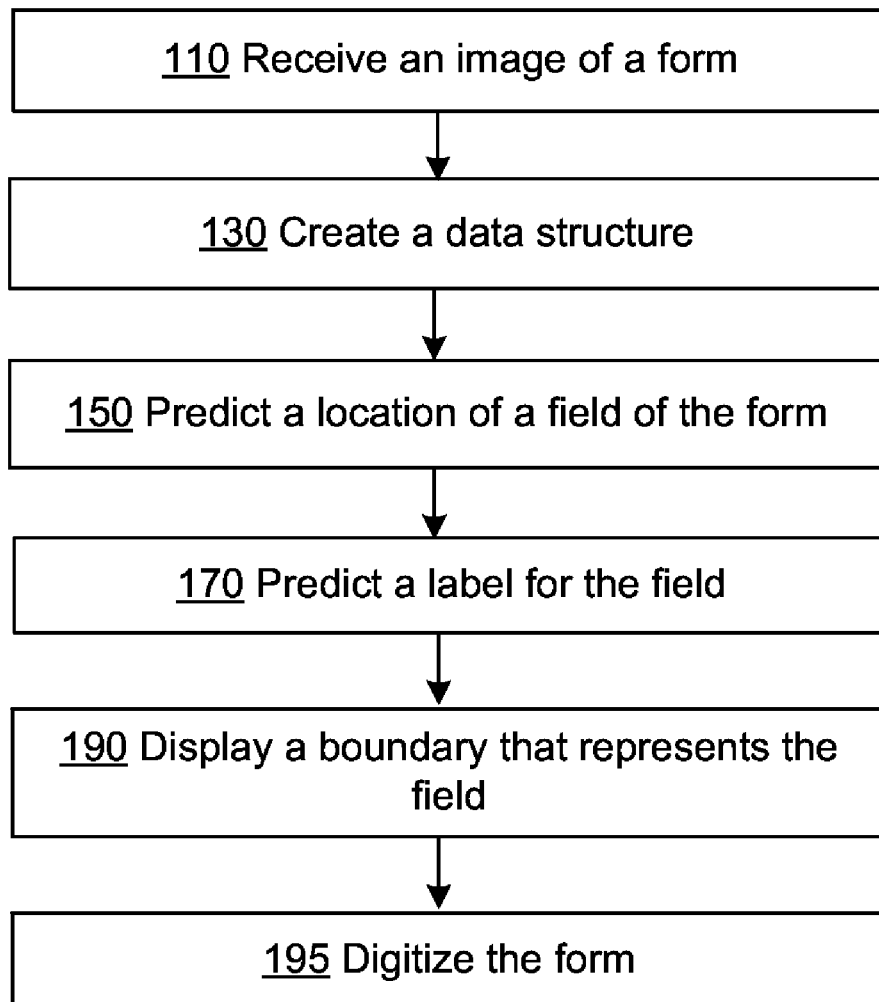 110 Receive an image of a form
130 Create a data structure
150 Predict a location of a field of the form
170 Predict a label for the field
190 Display a boundary that represents the
field
195 Digitize the form